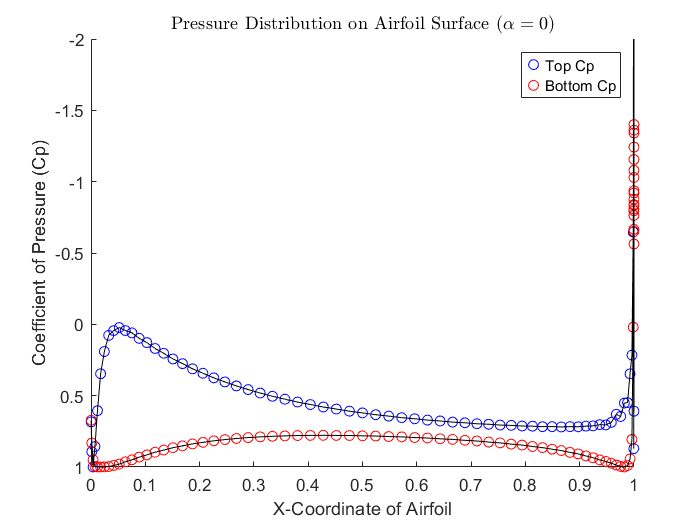 Pressure Distribution on Airfoil Surface (α = 0)
-2
Top Cp
Bottom Cp
-1.5
-1
-0.5
0
0.5
1
Coefficient of Pressure (Cp)
0 0.1 0.2 0.3 0.4 0.5 0.6 0.7 0.8 0.9 1
X-Coordinate of Airfoil